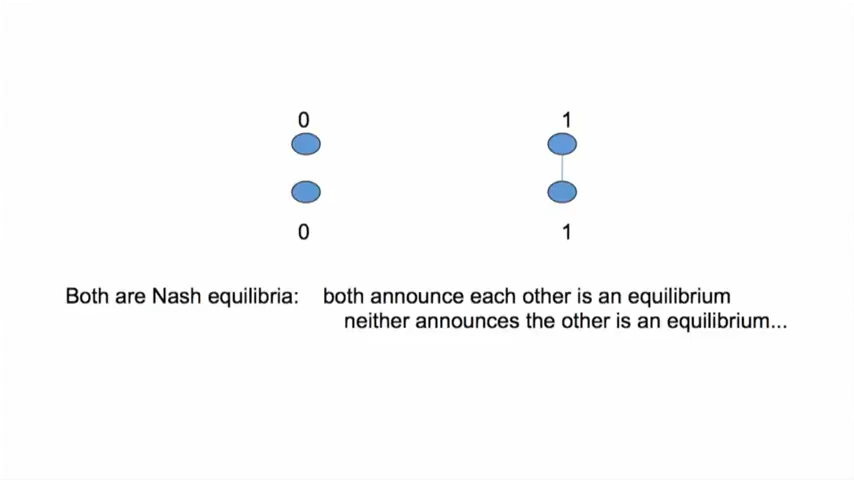 0 1
0 1
Both are Nash equilibria: both announce each other is an equilibrium
neither announces the other is an equilibrium...